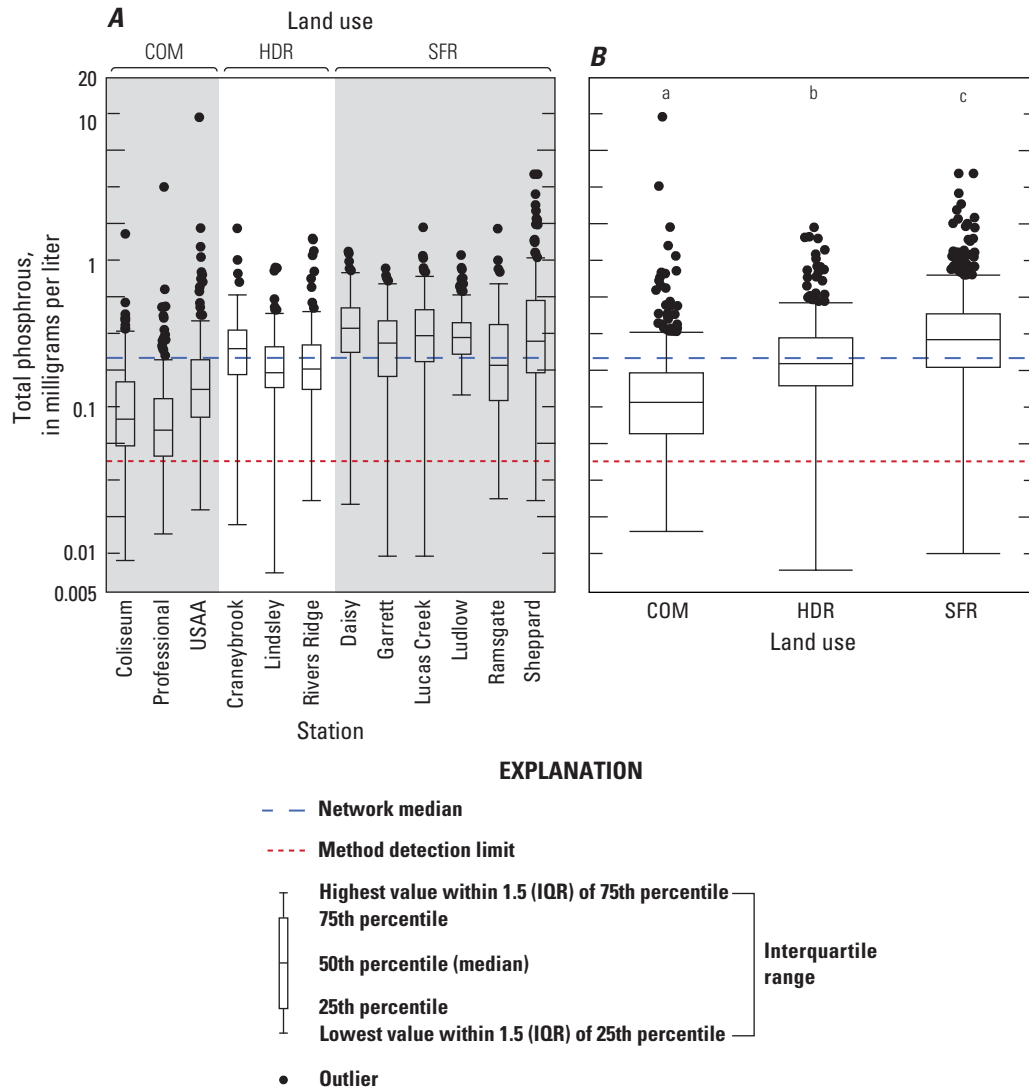 A
Land use
COM HDR SFR
Total phosphrous,
in milligrams per liter
20
10
1
0.1
0.01
0.005
Coliseum
Professional
USAA
Craneybrook
Lindsley
Rivers Ridge
Daisy
Garrett
Lucas Creek
Ludlow
Ramsgate
Sheppard
Station
B
a b c
COM HDR SFR
Land use
EXPLANATION
Network median
Method detection limit
Highest value within 1.5 (IQR) of 75th percentile
75th percentile
50th percentile (median)
25th percentile
Lowest value within 1.5 (IQR) of 25th percentile
Interquartile
range
Outlier